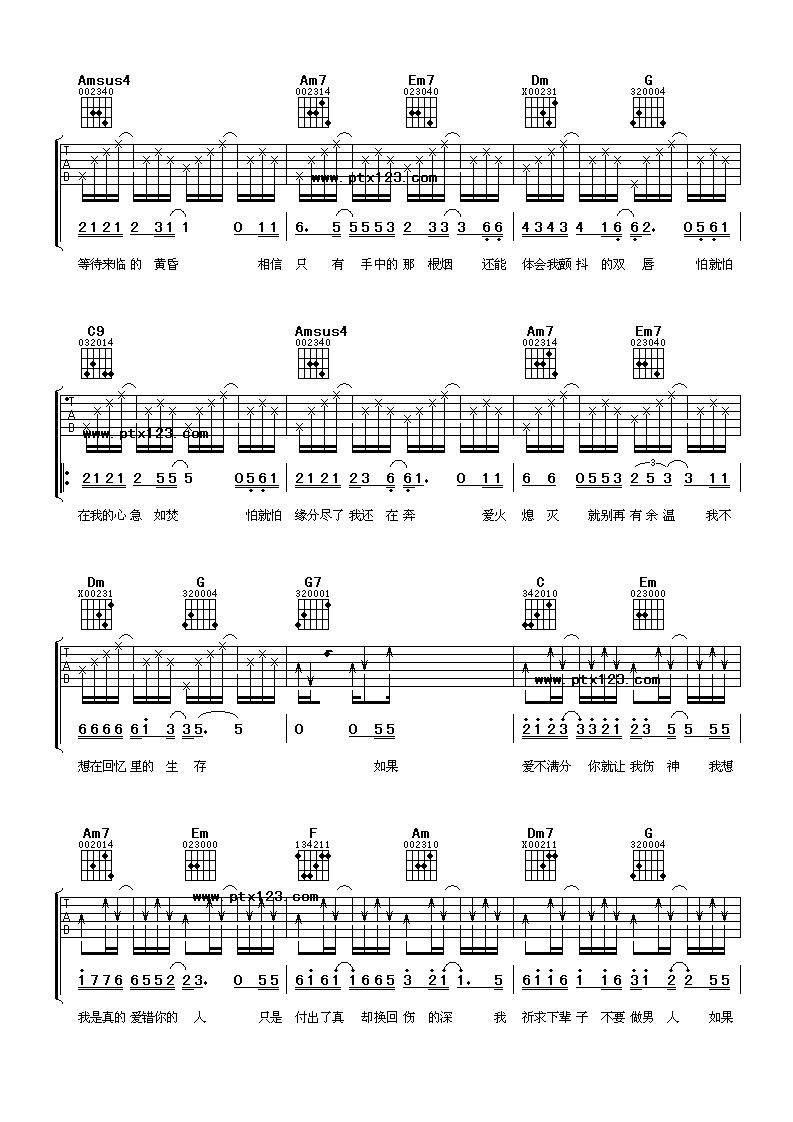 Amsus4 Am7 Em7 Dm G
002340 002314 023040 X00231 320004
T
A
B
www.ptx123.com
2121 2 311 0 11 6. 5 5553 2 33 3 66 4343 4 16 62. 0561
等待来临的 黄昏 相信 只 有 手中的 那 根烟 还能 体会我颤 抖 的双 唇 怕就怕
C9 Amsus4 Am7 Em7
032014 002340 002314 023040
T
A
B
www.ptx123.com
2121 2 55 5 0561 2121 23 6 61. 0 11 6 6 0553 253 3 11
3
在我的心 急 如焚 怕就怕 缘分尽了 我还 在 奔 爱火 熄 灭 就别再 有 余 温 我不
Dm G G7 C Em
X00231 320004 320001 342010 023000
T
A
B
www.ptx123.com
6666 61 3 35. 5 0 0 55 2123 3321 23 5 5 55
想在回忆 里的 生 存 如果 爱不满分 你就让 我伤 神 我想
Am7 Em F Am Dm7 G
002014 023000 134211 002310 X00211 320004
www.ptx123.com
T
A
B
1776 6552 23. 0 55 6161 1665 3 21 1. 5 6116 1 16 31 2 2 55
我是真的 爱错你的 人 只是 付出了真 却换回 伤 的深 我 祈求下辈 子 不要 做男 人 如果